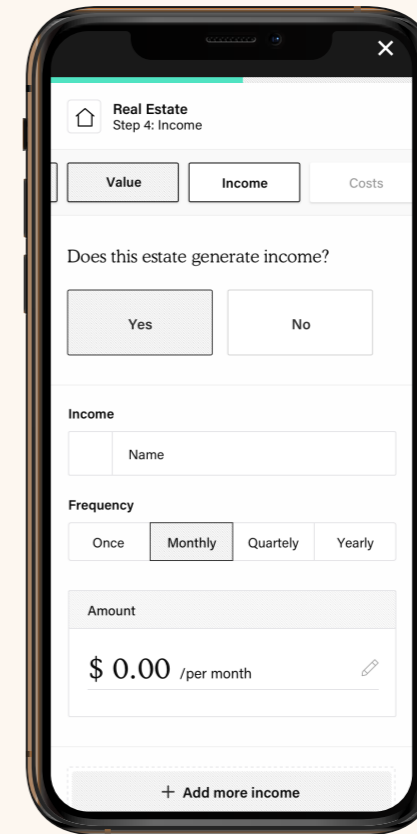 Real Estate
Step 4: Income
Value Income Costs
Does this estate generate income?
Yes No
Income
Name
Frequency
Once Monthly Quartely Yearly
Amount
$ 0.00 /per month
+ Add more income